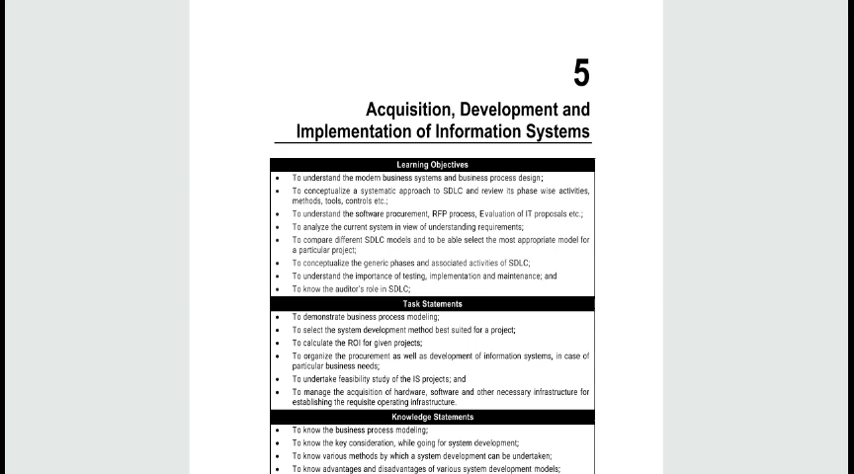 5
Acquisition, Development and
Implementation of Information Systems
Learning Objectives
• To understand the modern business systems and business process design;
• To conceptualize a systematic approach to SDLC and review its phase wise activities,
methods, tools, controls etc.;
• To understand the software procurement, RFP process, Evaluation of IT proposals etc.;
• To analyze the current system in view of understanding requirements;
• To compare different SDLC models and to be able select the most appropriate model for
a particular project;
• To conceptualize the generic phases and associated activities of SDLC;
• To understand the importance of testing, implementation and maintenance; and
• To know the auditor's role in SDLC;
Task Statements
• To demonstrate business process modeling;
• To select the system development method best suited for a project;
• To calculate the ROI for given projects;
• To organize the procurement as well as development of information systems, in case of
particular business needs;
• To undertake feasibility study of the IS projects; and
• To manage the acquisition of hardware, software and other necessary infrastructure for
establishing the requisite operating infrastructure.
Knowledge Statements
• To know the business process modeling;
• To know the key consideration, while going for system development;
• To know various methods by which a system development can be undertaken;
• To know advantages and disadvantages of various system development models;